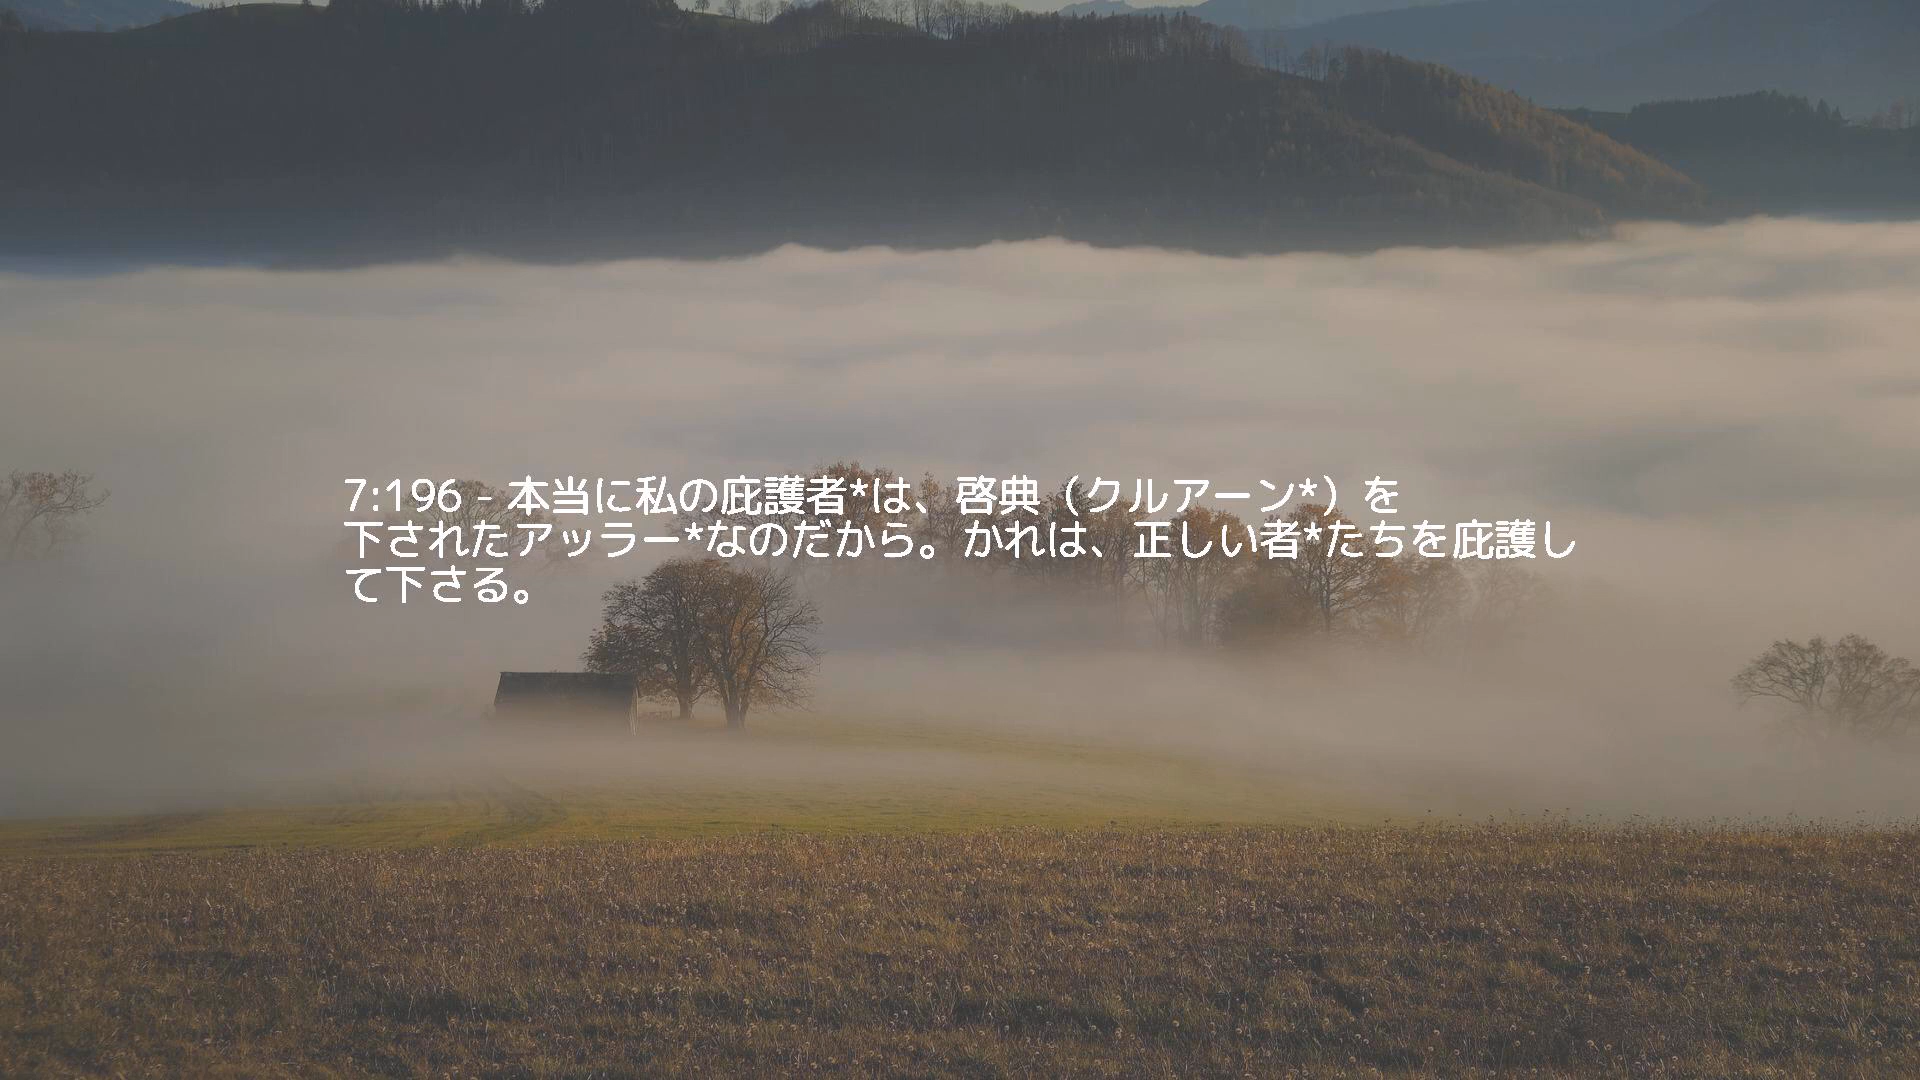 7:196 - 本当に私の庇護者*は、啓典（クルアーン*）を
下されたアッラー*なのだから。かれは、正しい者*たちを庇護し
て下さる。